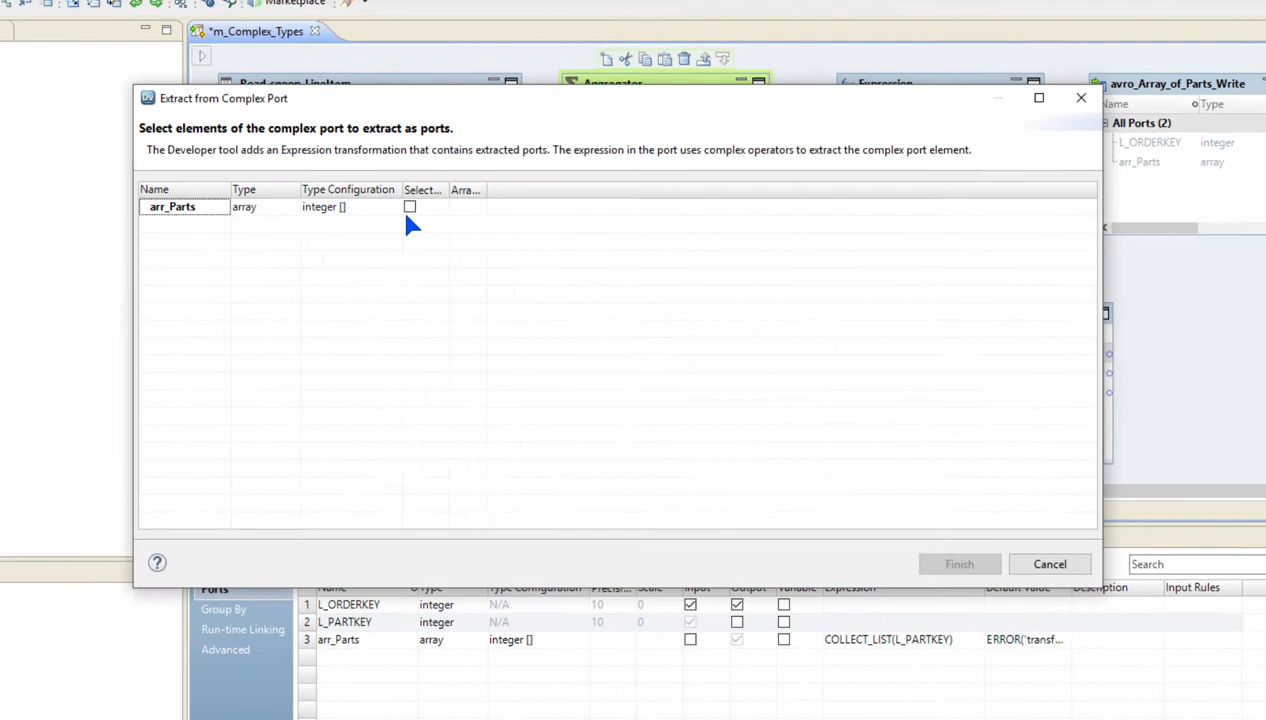 Marketplace
*m_Complex_Types
Read_sqoop_LineItem Aggregator Expression avro_Array_of_Parts_Write
Extract from Complex Port
Name Type
Select elements of the complex port to extract as ports.
All Ports (2)
The Developer tool adds an Expression transformation that contains extracted ports. The expression in the port uses complex operators to extract the complex port element.
L_ORDERKEY integer
arr_Parts array
Name Type Type Configuration Select... Arra...
arr_Parts array integer []
? Finish Cancel Search
Ports Name Type Type Configuration Precisi... Scale Input Output Variable Expression Default Value Description Input Rules
1 L_ORDERKEY integer N/A 10 0
Group By
2 L_PARTKEY integer N/A 10 0
Run-time Linking
3 arr_Parts array integer [] COLLECT_LIST(L_PARTKEY) ERROR('transf...
Advanced